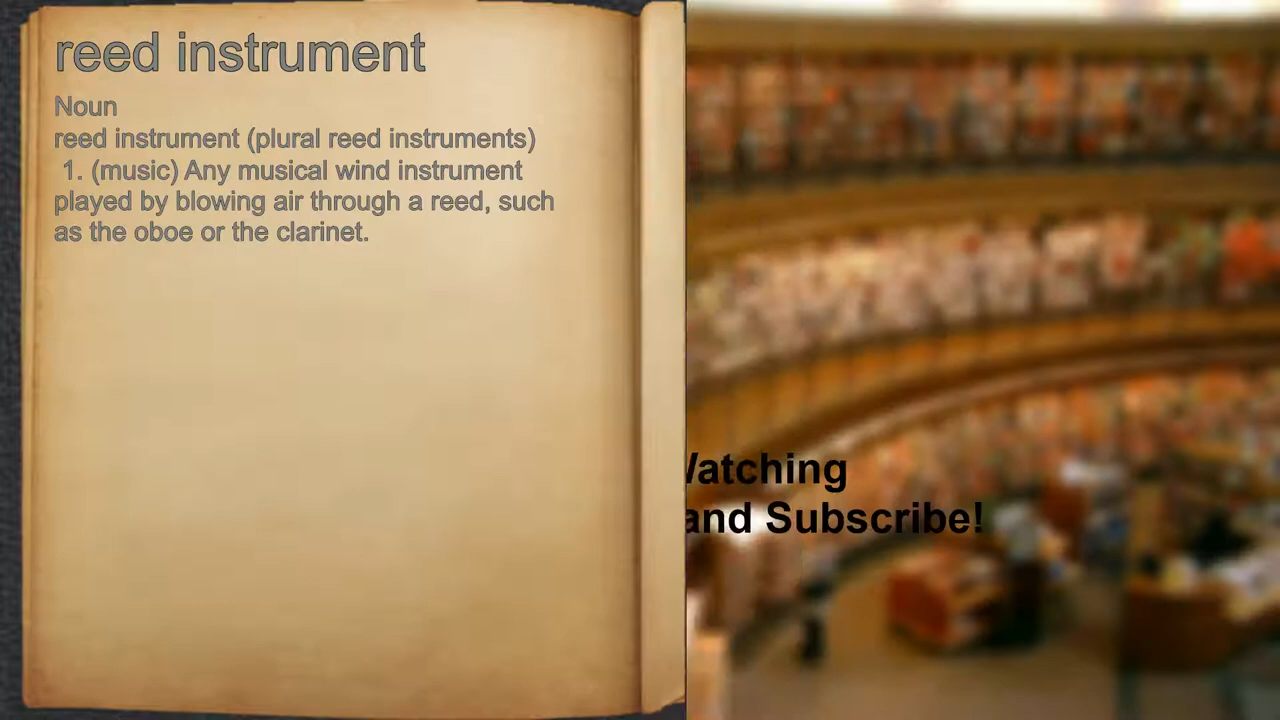 reed instrument
Noun
reed instrument (plural reed instruments)
1. (music) Any musical wind instrument
played by blowing air through a reed, such
as the oboe or the clarinet.
atching
and Subscribe!